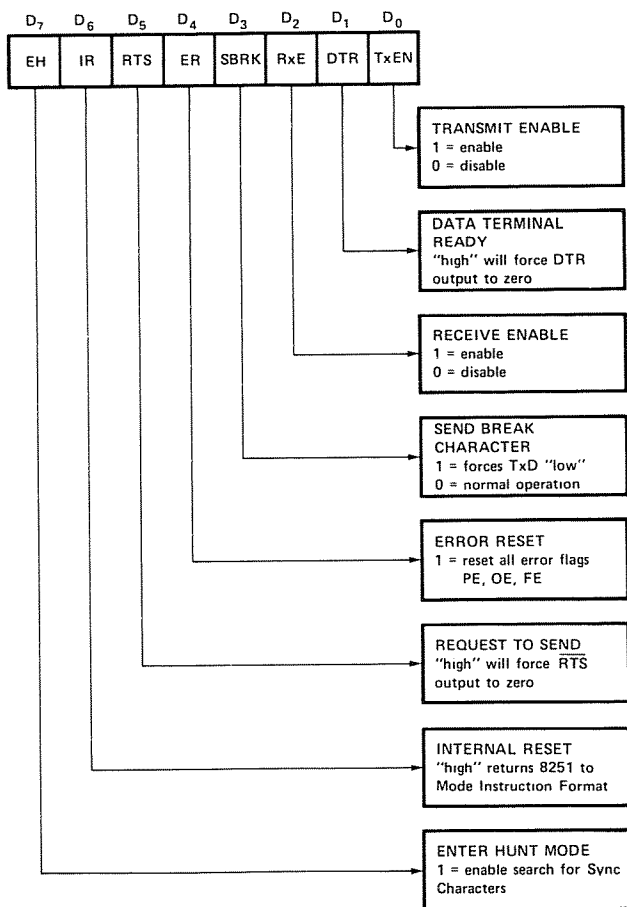 D₇ D₆ D₅ D₄ D₃ D₂ D₁ D₀
EH IR RTS ER SBRK RxE DTR TxEN
TRANSMIT ENABLE
1 = enable
0 = disable
DATA TERMINAL
READY
"high" will force DTR
output to zero
RECEIVE ENABLE
1 = enable
0 = disable
SEND BREAK
CHARACTER
1 = forces TxD "low"
0 = normal operation
ERROR RESET
1 = reset all error flags
PE, OE, FE
REQUEST TO SEND
"high" will force R̅T̅S̅
output to zero
INTERNAL RESET
"high" returns 8251 to
Mode Instruction Format
ENTER HUNT MODE
1 = enable search for Sync
Characters